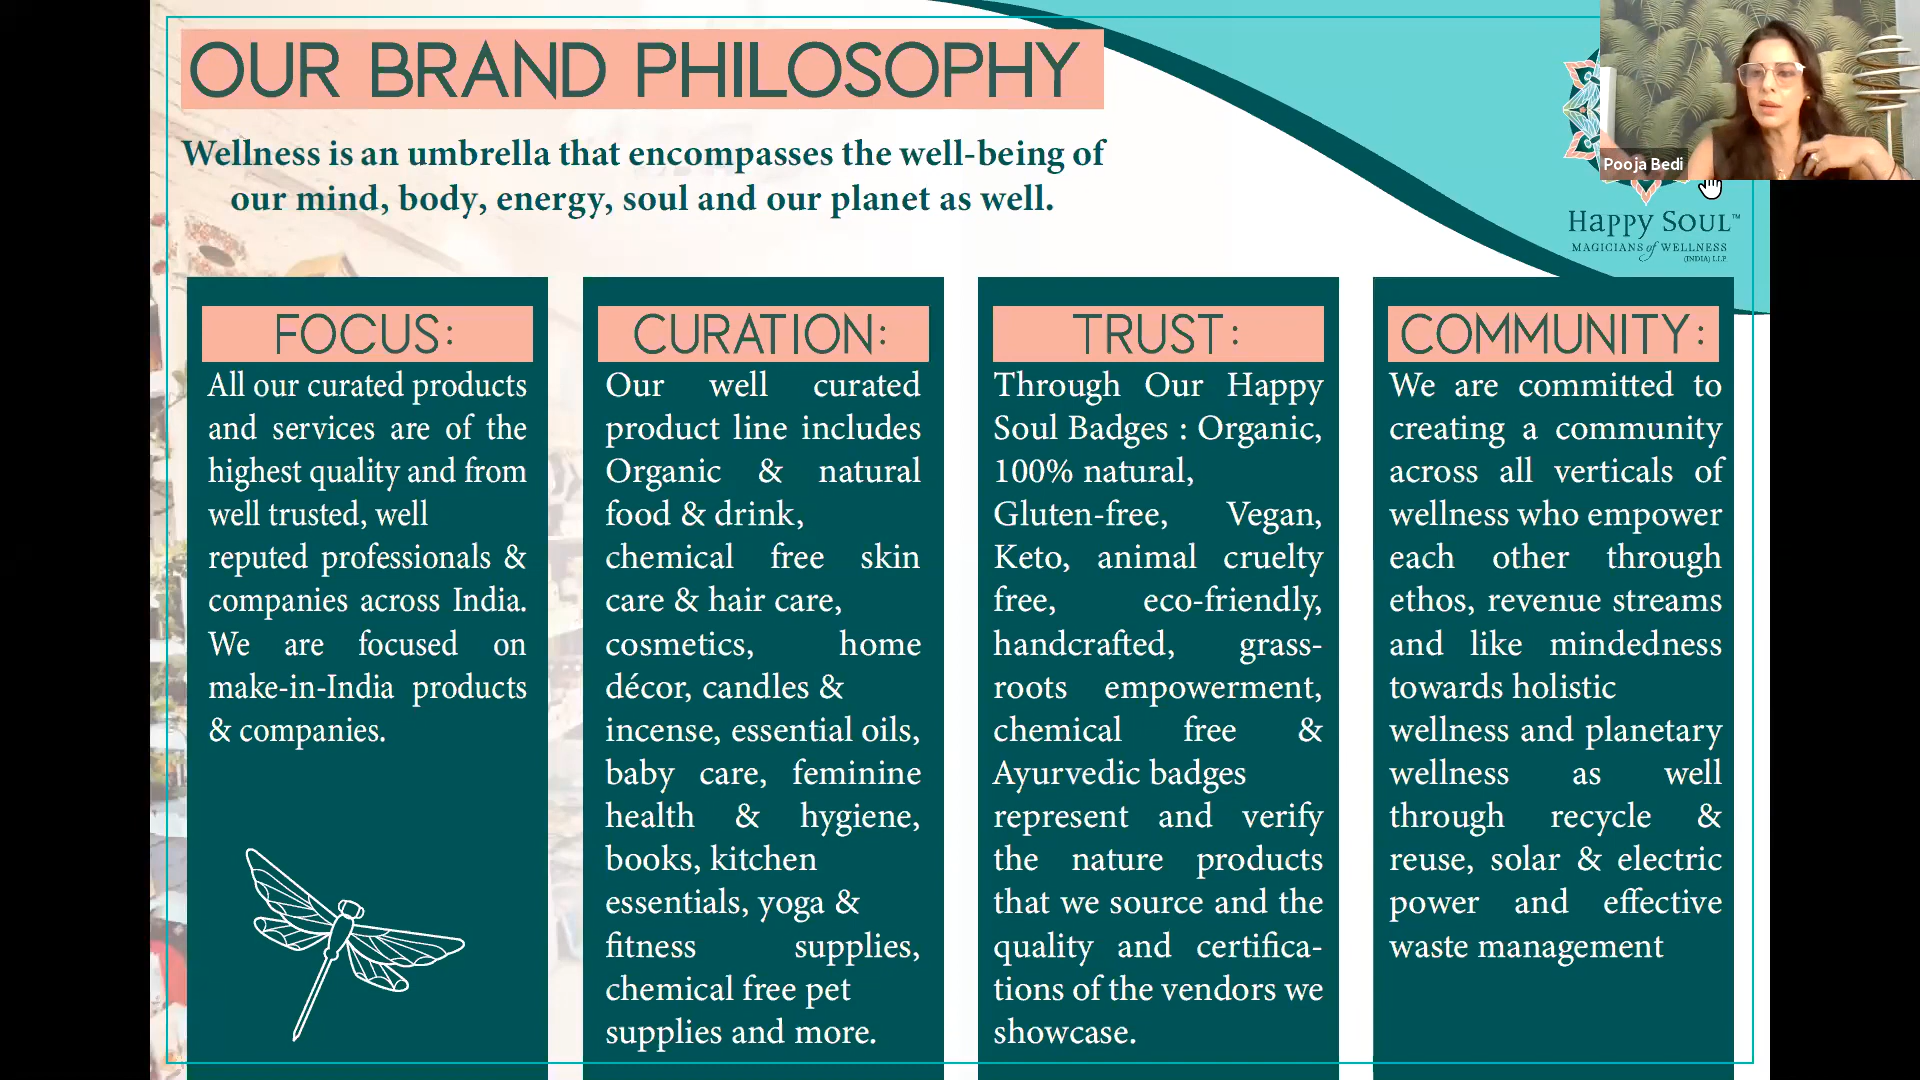 OUR BRAND PHILOSOPHY
Wellness is an umbrella that encompasses the well-being of
our mind, body, energy, soul and our planet as well.
Pooja Bedi
Happy Soul™
MAGICIANS of WELLNESS
(INDIA) LLP
FOCUS:
All our curated products
and services are of the
highest quality and from
well trusted, well
reputed professionals &
companies across India.
We are focused on
make-in-India products
& companies.
CURATION:
Our well curated
product line includes
Organic & natural
food & drink,
chemical free skin
care & hair care,
cosmetics, home
décor, candles &
incense, essential oils,
baby care, feminine
health & hygiene,
books, kitchen
essentials, yoga &
fitness supplies,
chemical free pet
supplies and more.
TRUST:
Through Our Happy
Soul Badges : Organic,
100% natural,
Gluten-free, Vegan,
Keto, animal cruelty
free, eco-friendly,
handcrafted, grass-
roots empowerment,
chemical free &
Ayurvedic badges
represent and verify
the nature products
that we source and the
quality and certifica-
tions of the vendors we
showcase.
COMMUNITY:
We are committed to
creating a community
across all verticals of
wellness who empower
each other through
ethos, revenue streams
and like mindedness
towards holistic
wellness and planetary
wellness as well
through recycle &
reuse, solar & electric
power and effective
waste management